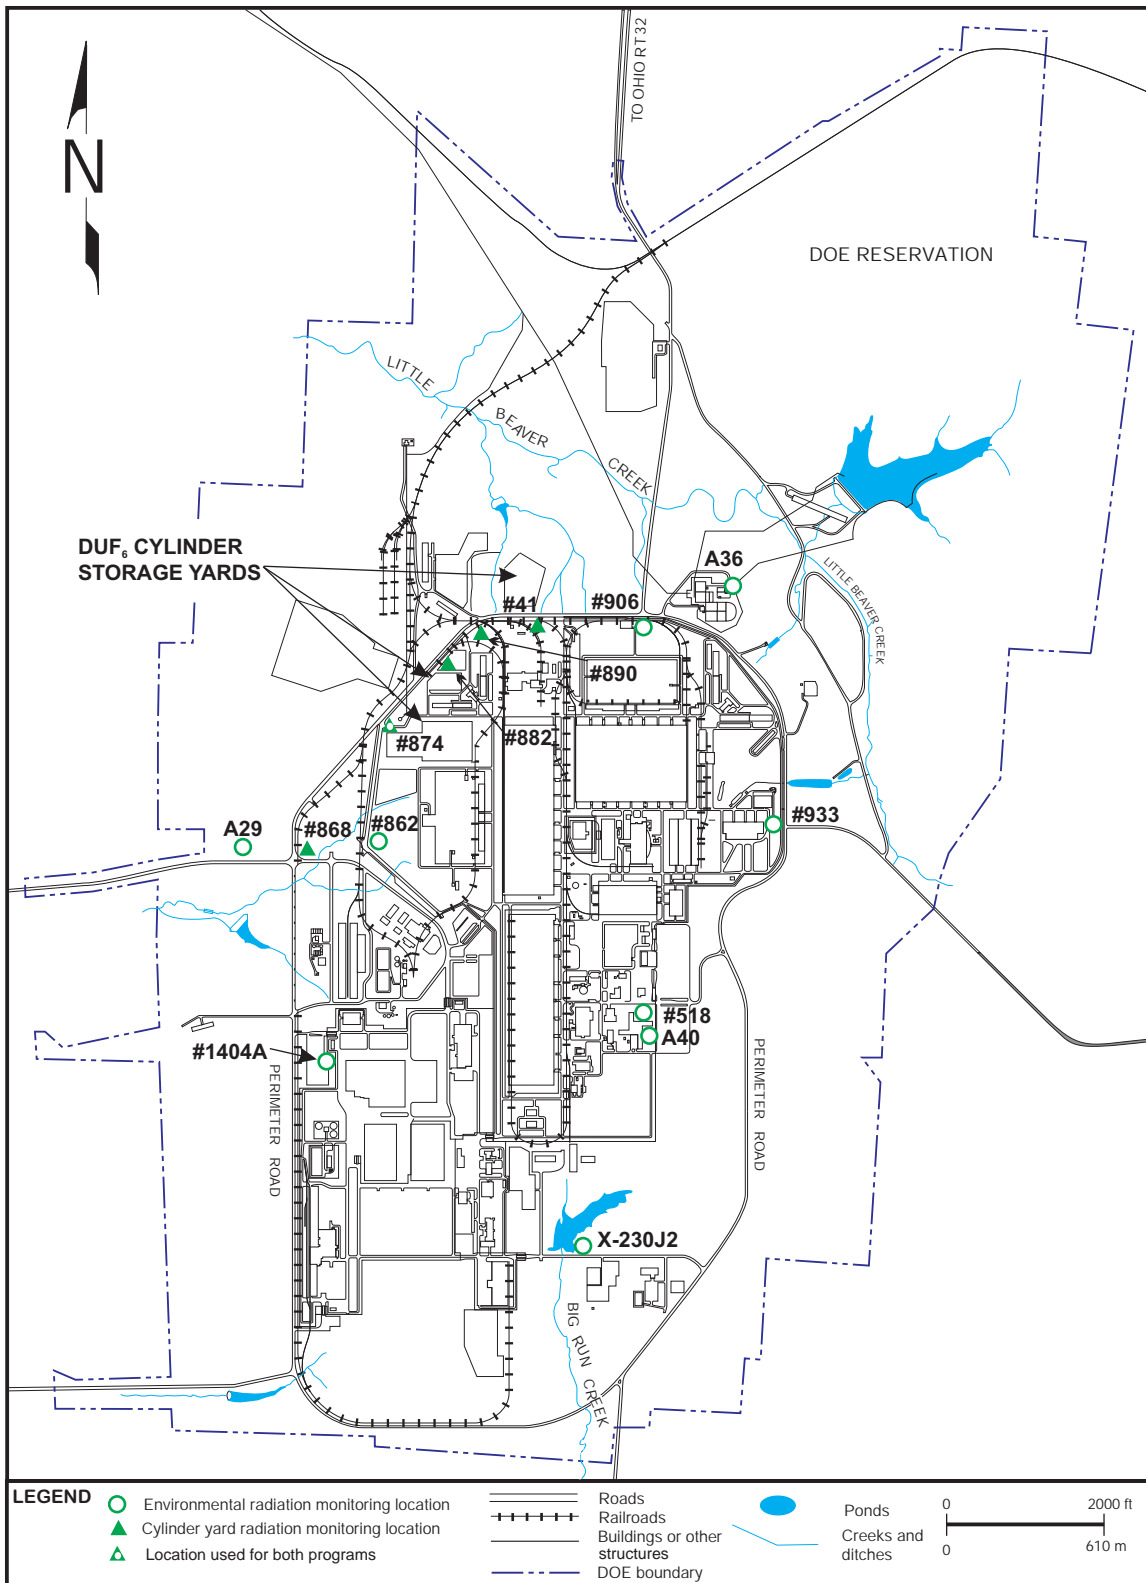 TO OHIO RT 32
N
DOE RESERVATION
LITTLE
BEAVER
CREEK
DUF₆ CYLINDER
STORAGE YARDS
A36
LITTLE BEAVER CREEK
#41
#906
#890
#882
#874
#933
A29
#868
#862
#518
A40
#1404A
PERIMETER ROAD
PERIMETER ROAD
X-230J2
BIG RUN CREEK
LEGEND
Environmental radiation monitoring location
Cylinder yard radiation monitoring location
Location used for both programs
Roads
Railroads
Buildings or other
structures
DOE boundary
Ponds
Creeks and
ditches
0 2000 ft
0 610 m